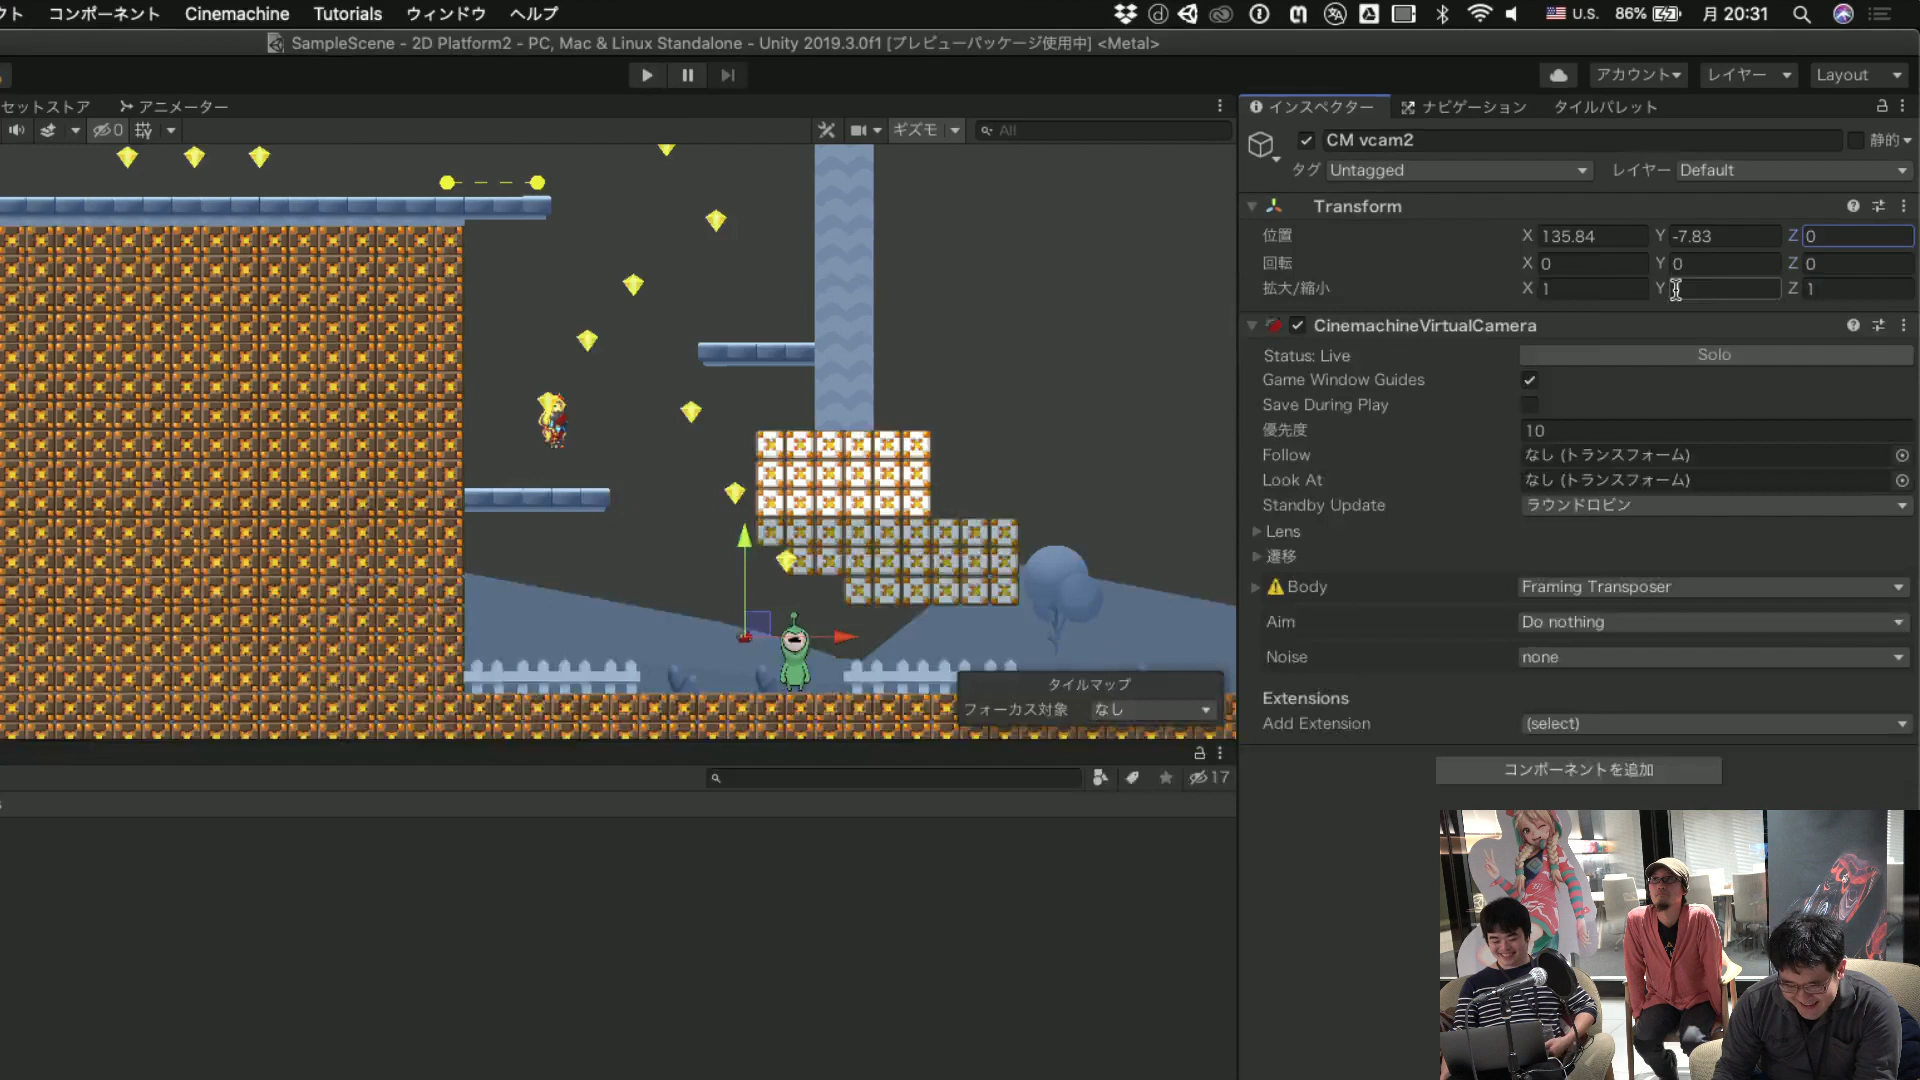 クト コンポーネント Cinemachine Tutorials ウィンドウ ヘルプ U.S. 86% 月 20:31
SampleScene - 2D Platform2 - PC, Mac & Linux Standalone - Unity 2019.3.0f1 [プレビューパッケージ使用中] <Metal>
アカウント レイヤー Layout
セットストア アニメーター
0 ギズモ All
インスペクター ナビゲーション タイルパレット
CM vcam2 静的
タグ Untagged レイヤー Default
Transform
位置 X 135.84 Y -7.83 Z 0
回転 X 0 Y 0 Z 0
拡大/縮小 X 1 Y Z 1
CinemachineVirtualCamera
Status: Live Solo
Game Window Guides
Save During Play
優先度 10
Follow なし (トランスフォーム)
Look At なし (トランスフォーム)
Standby Update ラウンドロビン
Lens
遷移
Body Framing Transposer
Aim Do nothing
Noise none
Extensions
Add Extension (select)
コンポーネントを追加
タイルマップ
フォーカス対象 なし
17